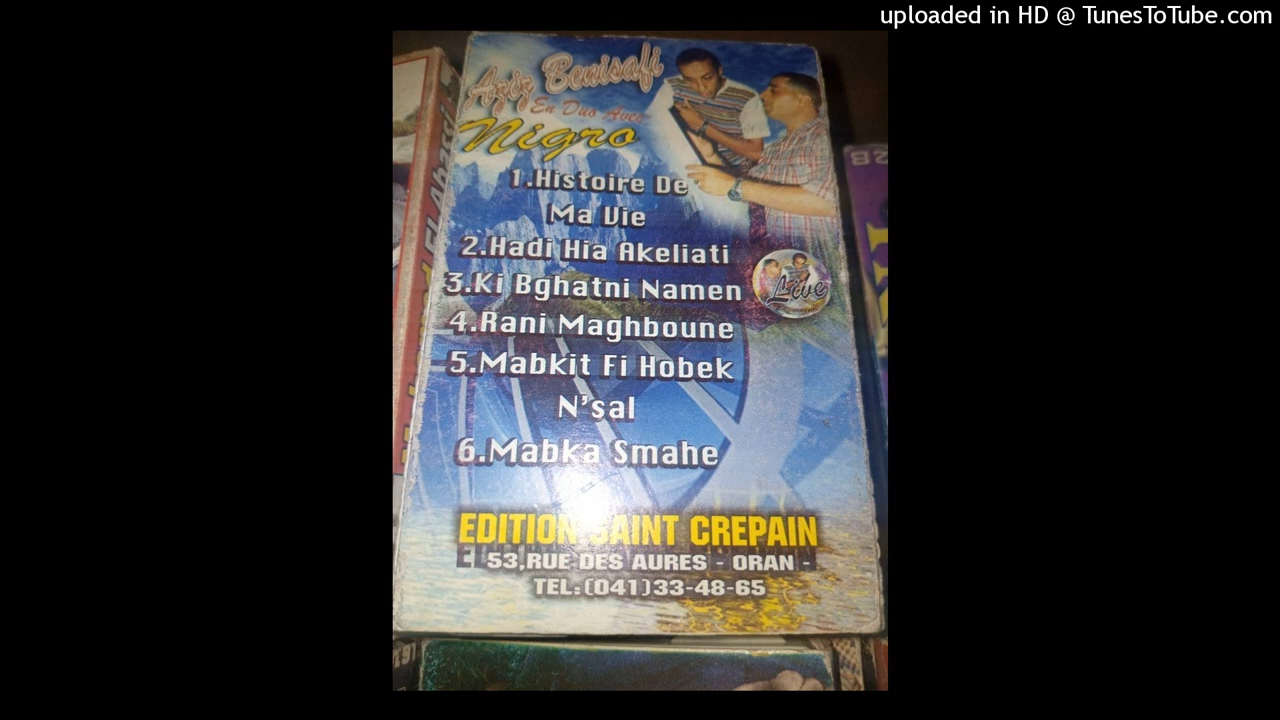 uploaded in HD @ TunesToTube.com
Aziz Benisafi
En Duo Avec
Nigro
1.Histoire De
Ma Vie
2.Hadi Hia Akeliati
3.Ki Bghatni Namen
4.Rani Maghboune
5.Mabkit Fi Hobek
N'sal
6.Mabka Smahe
Live
EDITION SAINT CREPAIN
53,RUE DES AURES - ORAN -
TEL:(041)33-48-65
28